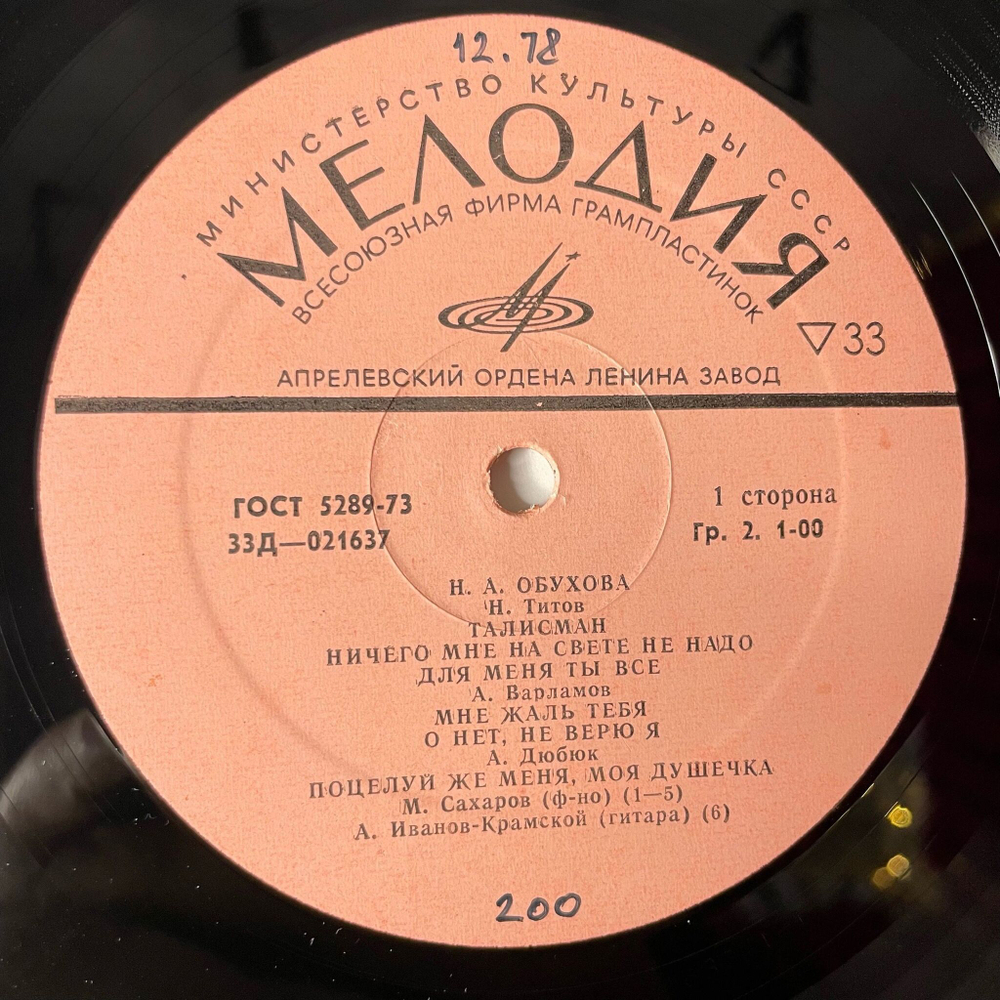 12.78
МИНИСТЕРСТВО КУЛЬТУРЫ СССР
МЕЛОДИЯ
ВСЕСОЮЗНАЯ ФИРМА ГРАМПЛАСТИНОК
▽33
АПРЕЛЕВСКИЙ ОРДЕНА ЛЕНИНА ЗАВОД
ГОСТ 5289-73
1 сторона
33Д—021637
Гр. 2. 1-00
Н. А. ОБУХОВА
Н. Титов
ТАЛИСМАН
НИЧЕГО МНЕ НА СВЕТЕ НЕ НАДО
ДЛЯ МЕНЯ ТЫ ВСЕ
А. Варламов
МНЕ ЖАЛЬ ТЕБЯ
О НЕТ, НЕ ВЕРЮ Я
А. Дюбюк
ПОЦЕЛУЙ ЖЕ МЕНЯ, МОЯ ДУШЕЧКА
М. Сахаров (ф-но) (1—5)
А. Иванов-Крамской (гитара) (6)
200